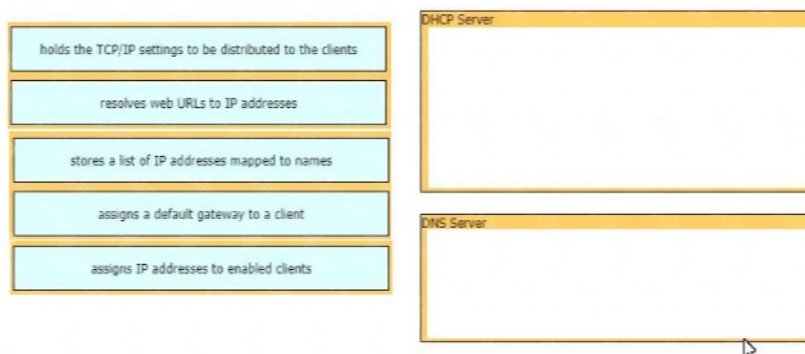 holds the TCP/IP settings to be distributed to the clients
resolves web URLs to IP addresses
stores a list of IP addresses mapped to names
assigns a default gateway to a client
assigns IP addresses to enabled clients
DHCP Server
DNS Server